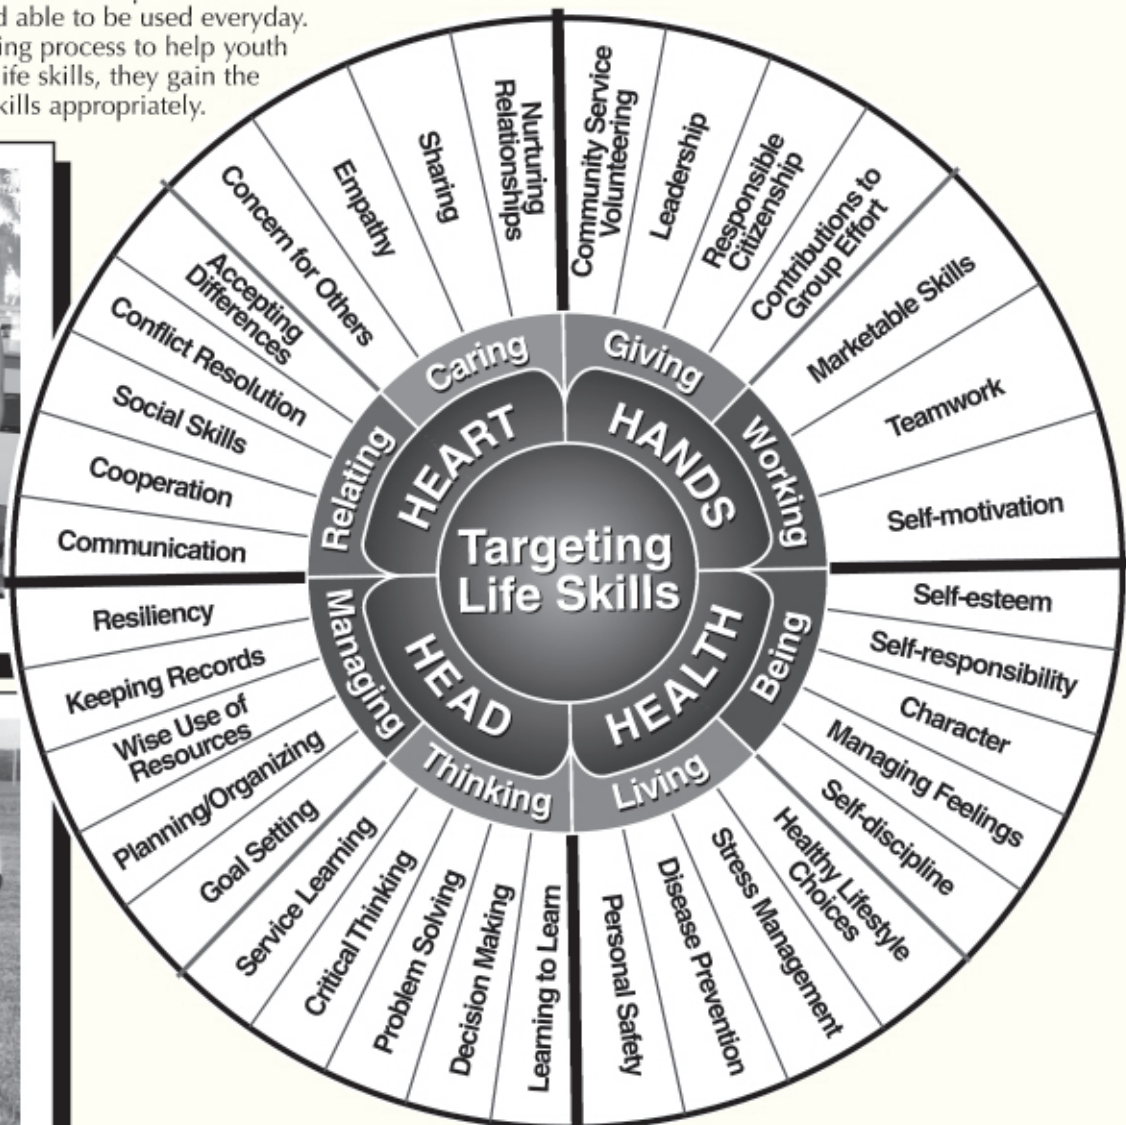 able to be used everyday.
ing process to help youth
ife skills, they gain the
kills appropriately.
Nurturing
Relationships
Sharing
Empathy
Concern for Others
Accepting
Differences
Conflict Resolution
Social Skills
Cooperation
Communication
Community Service
Volunteering
Leadership
Responsible
Citizenship
Contributions to
Group Effort
Marketable Skills
Teamwork
Self-motivation
Caring
Relating
HEART
Giving
Working
HANDS
Targeting
Life Skills
Managing
Thinking
HEAD
Being
Living
HEALTH
Resiliency
Keeping Records
Wise Use of
Resources
Planning/Organizing
Goal Setting
Service Learning
Critical Thinking
Problem Solving
Decision Making
Learning to Learn
Self-esteem
Self-responsibility
Character
Managing Feelings
Self-discipline
Healthy Lifestyle
Choices
Stress Management
Disease Prevention
Personal Safety